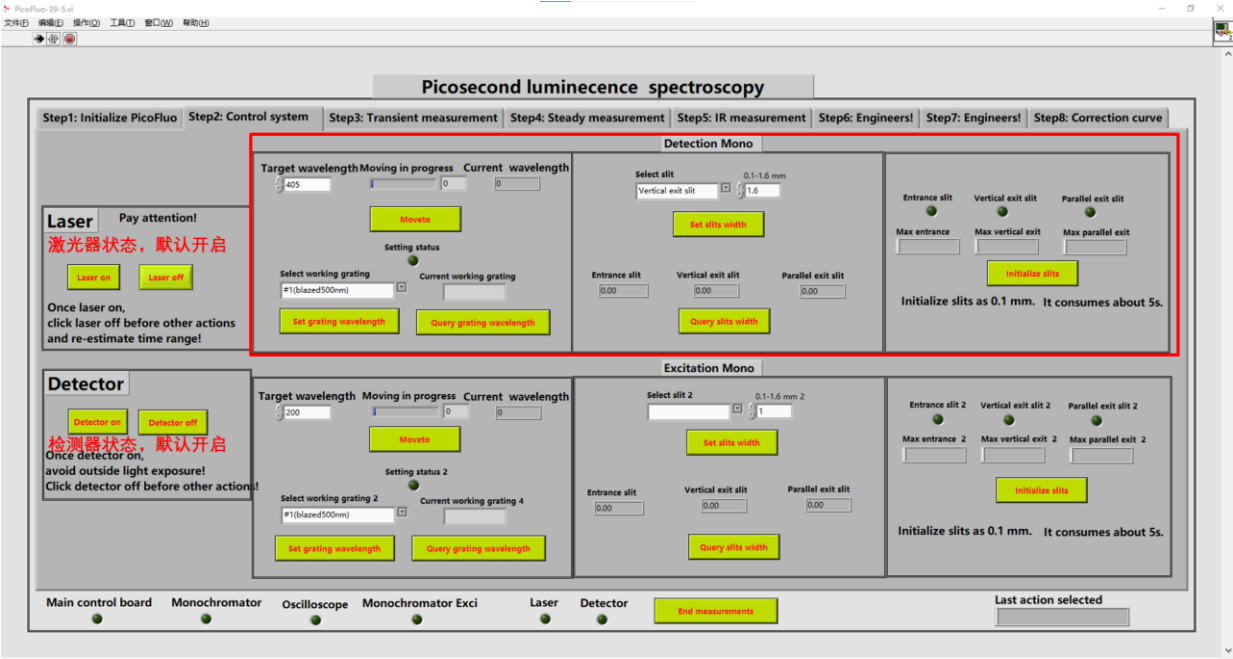 PicoFluo-39-5.vi
文件(F) 编辑(E) 操作(O) 工具(T) 窗口(W) 帮助(H)
Picosecond luminecence spectroscopy
Step1: Initialize PicoFluo Step2: Control system Step3: Transient measurement Step4: Steady measurement Step5: IR measurement Step6: Engineers! Step7: Engineers! Step8: Correction curve
Laser Pay attention!
激光器状态，默认开启
Laser on Laser off
Once laser on,
click laser off before other actions
and re-estimate time range!
Detection Mono
Target wavelength Moving in progress Current wavelength
405 0 0
Moveto
Setting status
Select working grating Current working grating
#1(blazed500nm)
Set grating wavelength Query grating wavelength
Select slit 0.1-1.6 mm
Vertical exit slit 1.6
Set slits width
Entrance slit Vertical exit slit Parallel exit slit
0.00 0.00 0.00
Query slits width
Entrance slit Vertical exit slit Parallel exit slit
Max entrance Max vertical exit Max parallel exit
Initialize slits
Initialize slits as 0.1 mm. It consumes about 5s.
Detector
Detector on Detector off
检测器状态，默认开启
Once detector on,
avoid outside light exposure!
Click detector off before other actions!
Excitation Mono
Target wavelength Moving in progress Current wavelength
200 0 0
Moveto
Setting status 2
Select working grating 2 Current working grating 4
#1(blazed500nm)
Set grating wavelength Query grating wavelength
Select slit 2 0.1-1.6 mm 2
1
Set slits width
Entrance slit Vertical exit slit Parallel exit slit
0.00 0.00 0.00
Query slits width
Entrance slit 2 Vertical exit slit 2 Parallel exit slit 2
Max entrance 2 Max vertical exit 2 Max parallel exit 2
Initialize slits
Initialize slits as 0.1 mm. It consumes about 5s.
Main control board Monochromator Oscilloscope Monochromator Exci Laser Detector End measurements Last action selected